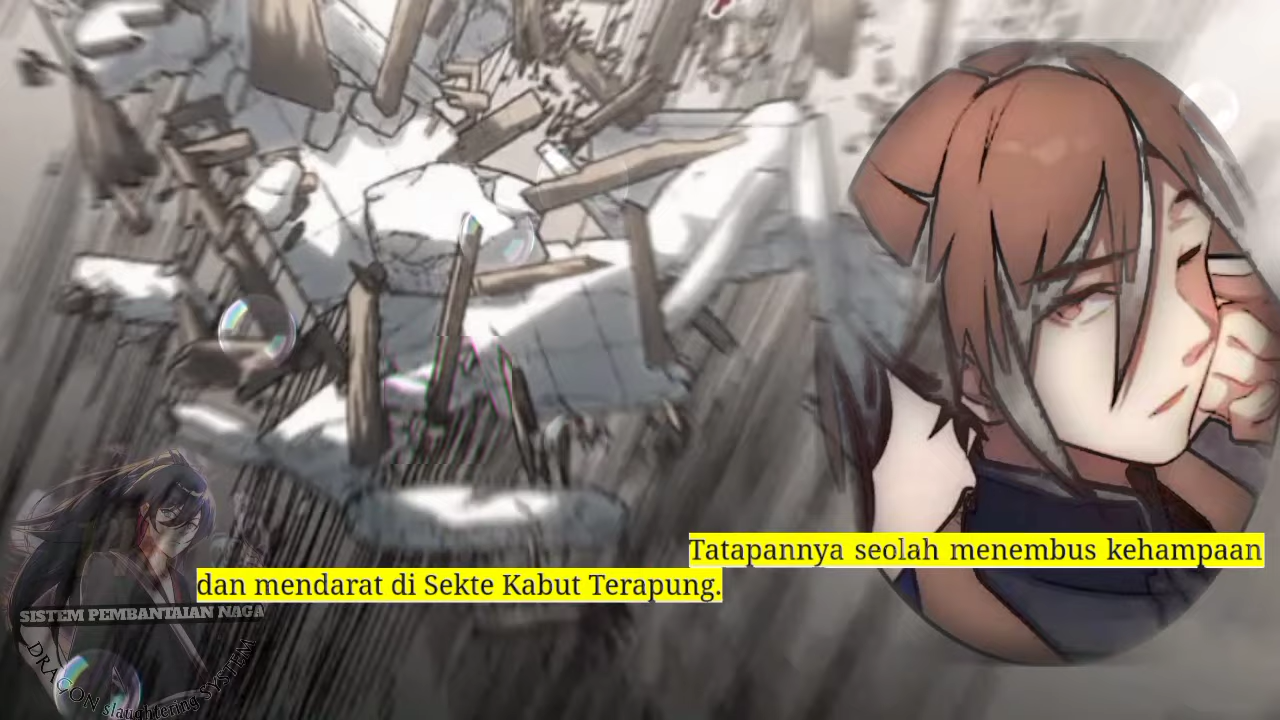 Tatapannya seolah menembus kehampaan
dan mendarat di Sekte Kabut Terapung.
SISTEM PEMBANTAIAN NAGA
DRAGON slaughtering SYSTEM